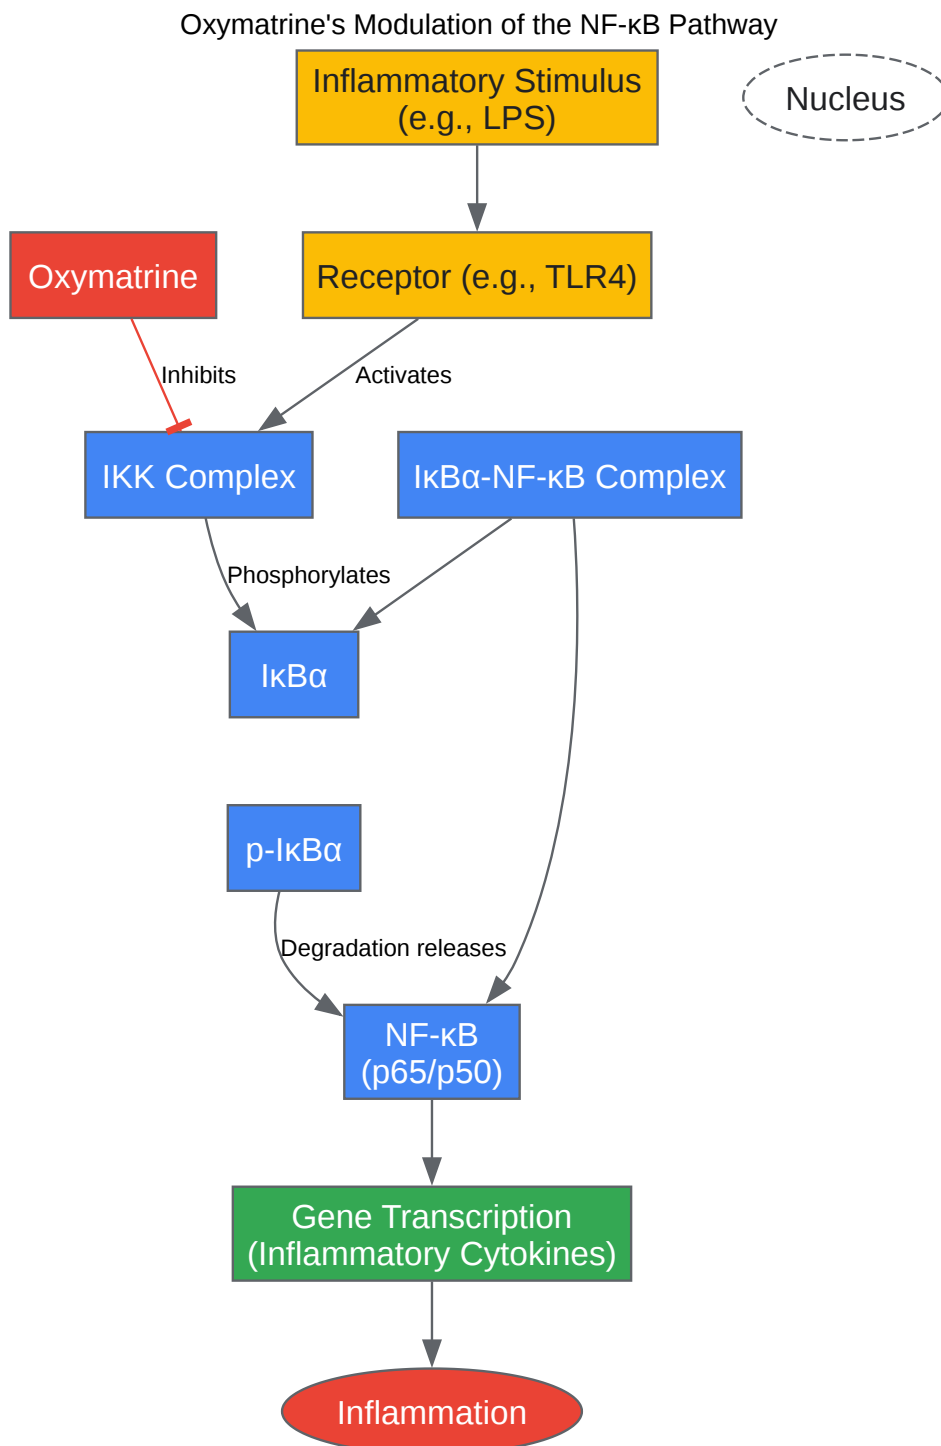 Oxymatrine's Modulation of the NF-κB Pathway
Inflammatory Stimulus
(e.g., LPS)
Nucleus
Oxymatrine
Receptor (e.g., TLR4)
Inhibits
Activates
IKK Complex
IκBα-NF-κB Complex
Phosphorylates
IκBα
p-IκBα
Degradation releases
NF-κB
(p65/p50)
Gene Transcription
(Inflammatory Cytokines)
Inflammation